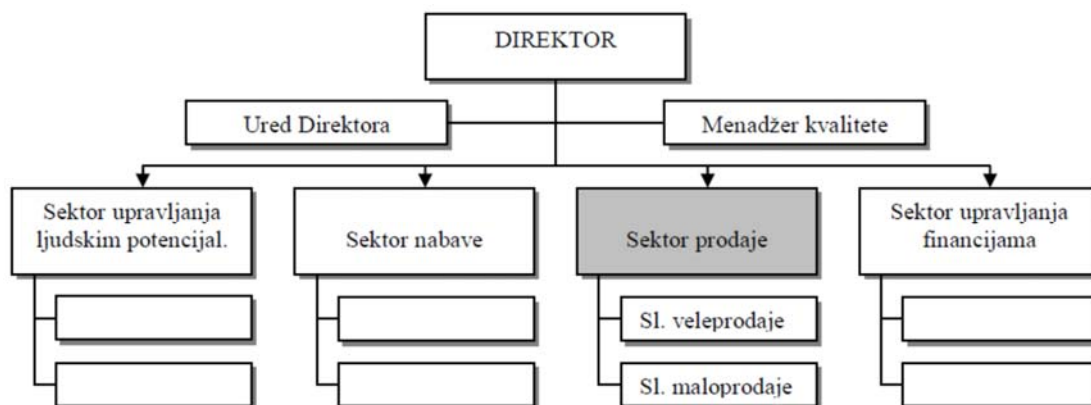 DIREKTOR
Ured Direktora
Menadžer kvalitete
Sektor upravljanja
ljudskim potencijal.
Sektor nabave
Sektor prodaje
Sektor upravljanja
financijama
Sl. veleprodaje
Sl. maloprodaje